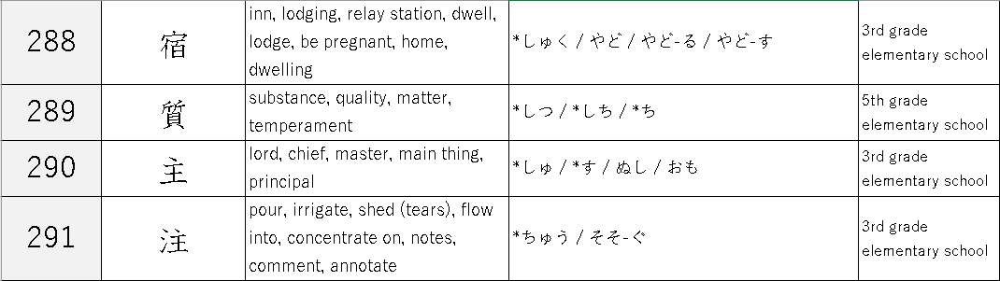 288
宿
inn, lodging, relay station, dwell,
lodge, be pregnant, home,
dwelling
*しゅく / やど / やど-る / やど-す
3rd grade
elementary school
289
質
substance, quality, matter,
temperament
*しつ / *しち / *ち
5th grade
elementary school
290
主
lord, chief, master, main thing,
principal
*しゅ / *す / ぬし / おも
3rd grade
elementary school
291
注
pour, irrigate, shed (tears), flow
into, concentrate on, notes,
comment, annotate
*ちゅう / そそ-ぐ
3rd grade
elementary school